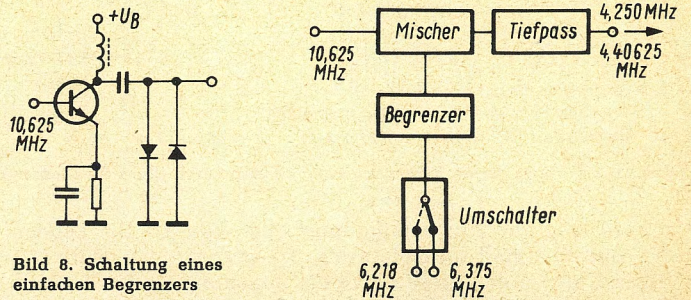 +U_B
10,625
MHz
Bild 8. Schaltung eines
einfachen Begrenzers
Mischer
Tiefpass
4,250 MHz
4,40625
MHz
10,625
MHz
Begrenzer
Umschalter
6,218
MHz
6,375
MHz